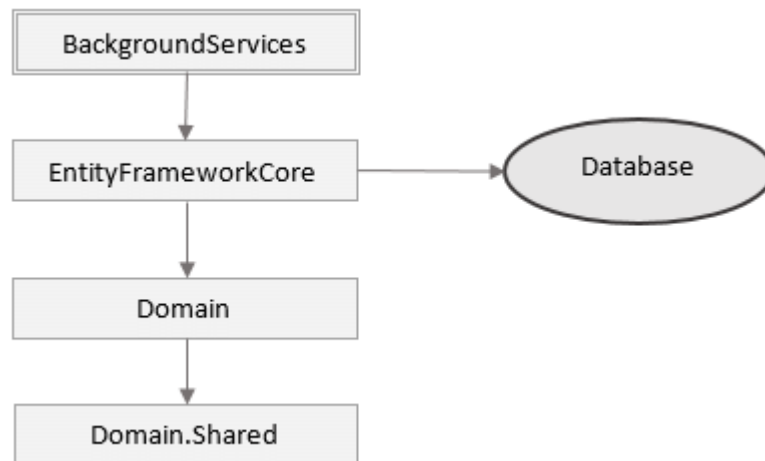 BackgroundServices
EntityFrameworkCore
Database
Domain
Domain.Shared